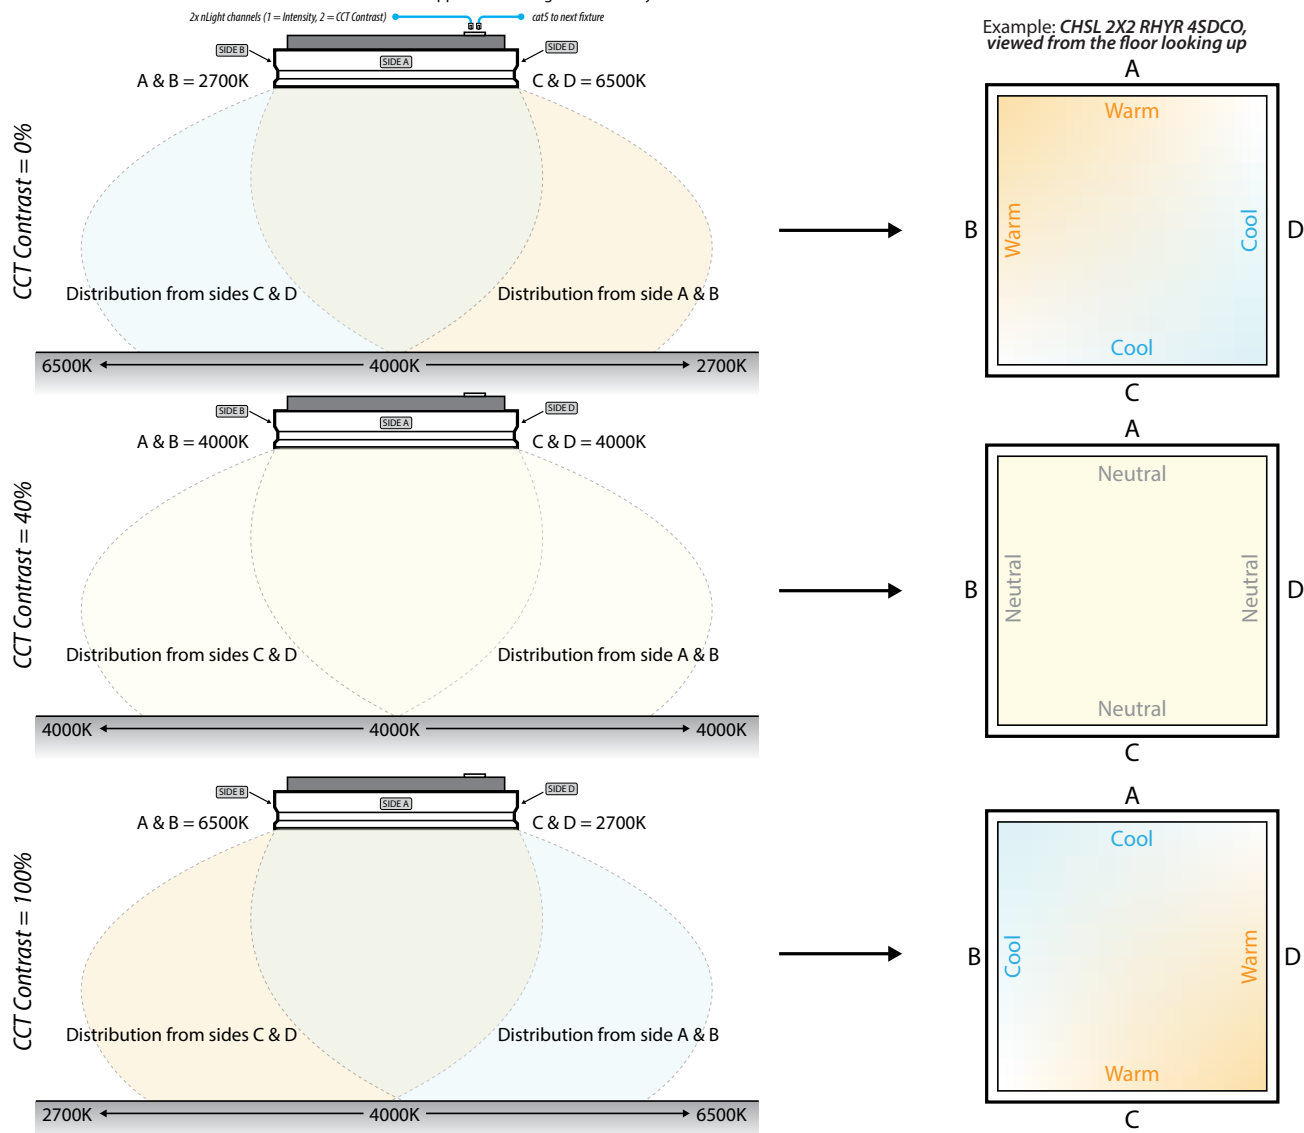 2x nLight channels (1 = Intensity, 2 = CCT Contrast)
cat5 to next fixture
Example: CHSL 2X2 RHYR 4SDCO,
viewed from the floor looking up
CCT Contrast = 0%
SIDE B
SIDE A
SIDE D
A & B = 2700K
C & D = 6500K
Distribution from sides C & D
Distribution from side A & B
6500K
4000K
2700K
A
Warm
B
Warm
Cool
D
Cool
C
CCT Contrast = 40%
SIDE B
SIDE A
SIDE D
A & B = 4000K
C & D = 4000K
Distribution from sides C & D
Distribution from side A & B
4000K
4000K
4000K
A
Neutral
B
Neutral
Neutral
D
Neutral
C
CCT Contrast = 100%
SIDE B
SIDE A
SIDE D
A & B = 6500K
C & D = 2700K
Distribution from sides C & D
Distribution from side A & B
2700K
4000K
6500K
A
Cool
B
Cool
Warm
D
Warm
C